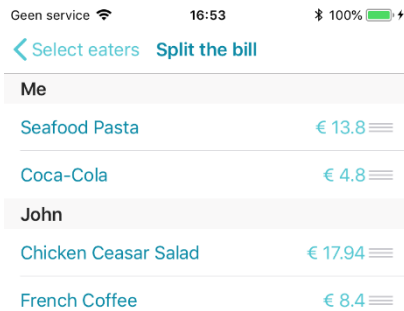 Geen service 16:53 100%
Select eaters Split the bill
Me
Seafood Pasta € 13.8
Coca-Cola € 4.8
John
Chicken Ceasar Salad € 17.94
French Coffee € 8.4